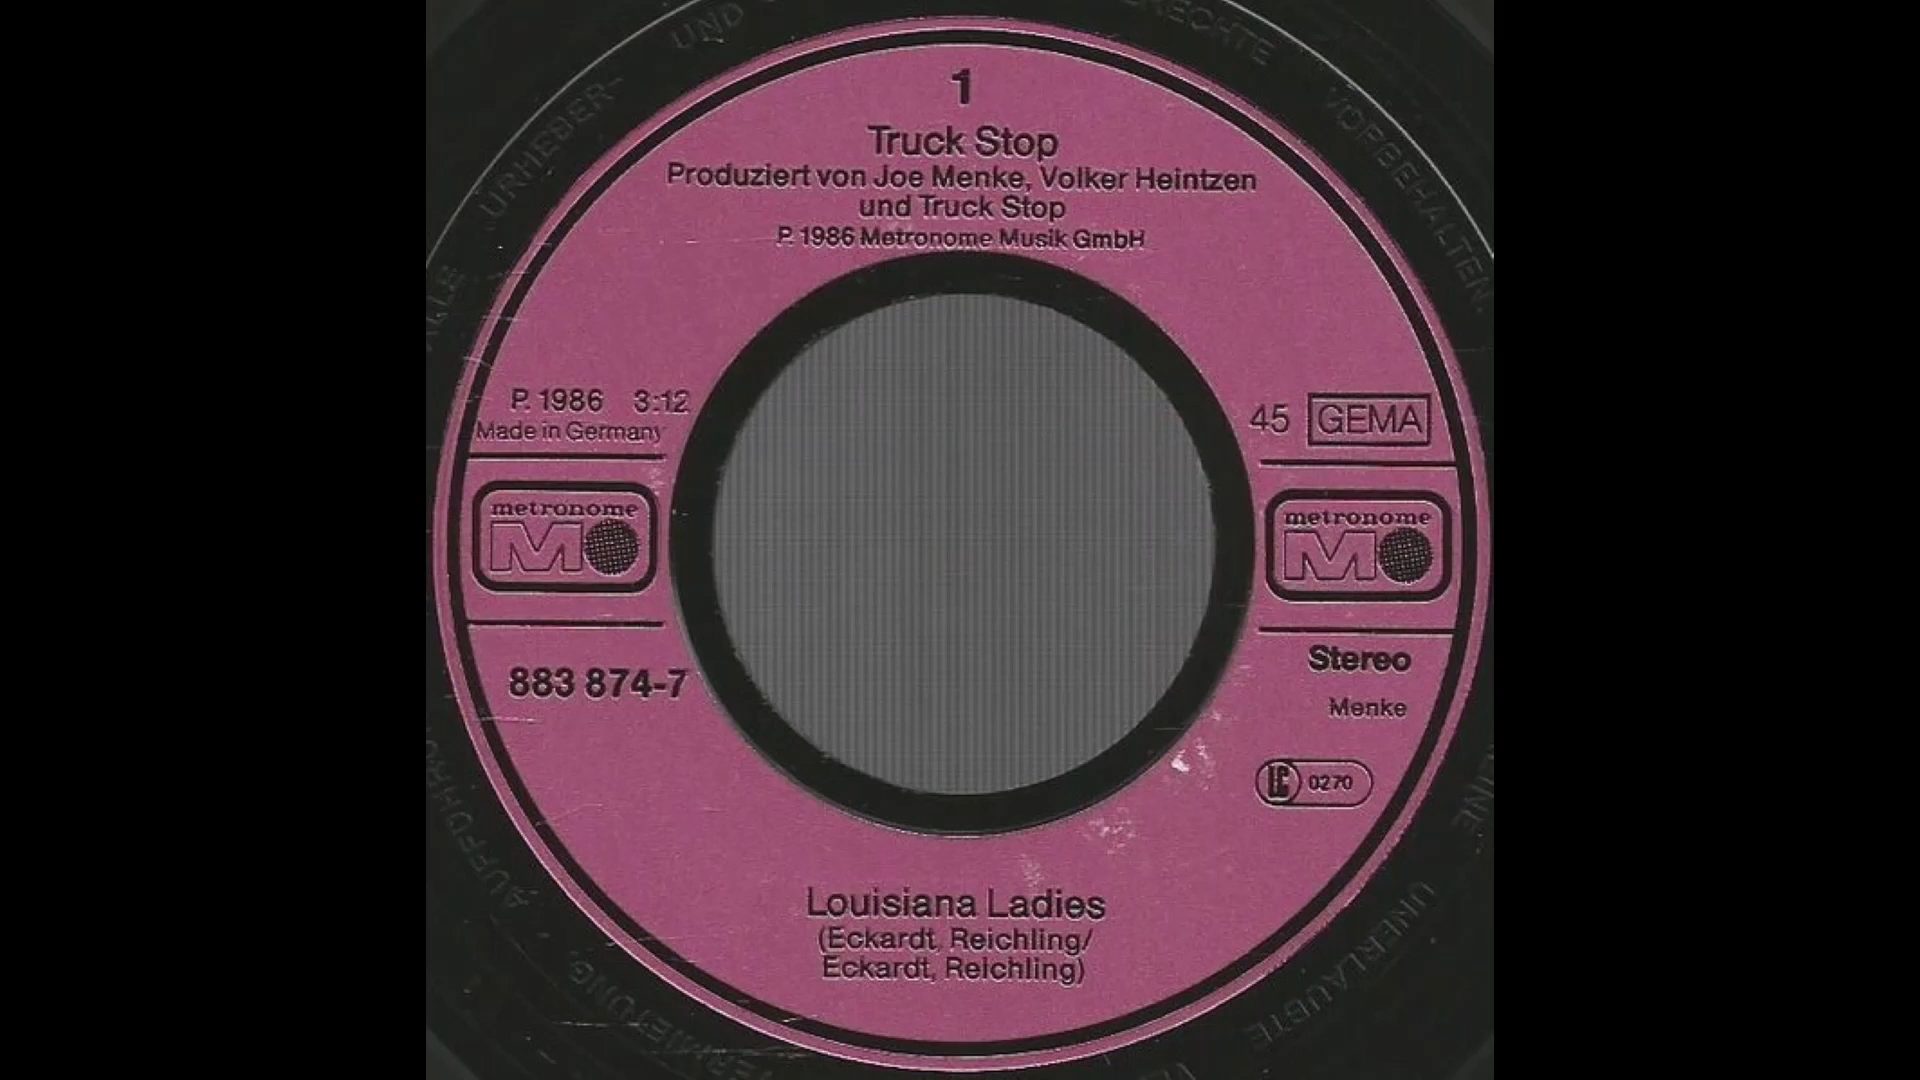 UND
RECHTE
VORBEHALTEN.
URHEBER-
ALLE
1
Truck Stop
Produziert von Joe Menke, Volker Heintzen
und Truck Stop
P. 1986 Metronome Musik GmbH
P. 1986 3:12
Made in Germany
45 GEMA
metronome
M
metronome
M
883 874-7
Stereo
Menke
LC 0270
Louisiana Ladies
(Eckardt, Reichling/
Eckardt, Reichling)
UNERLAUBTE